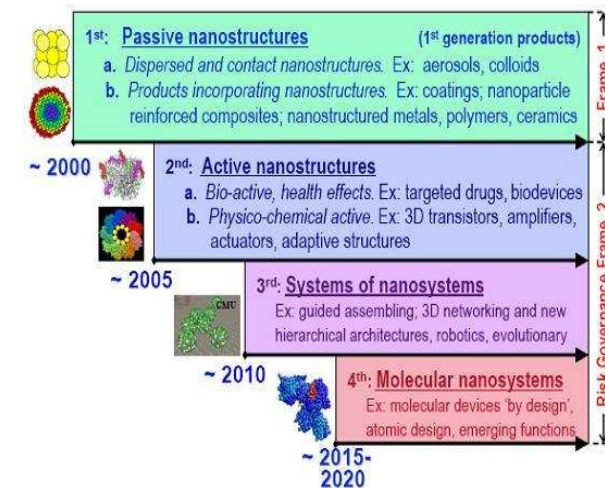 1st: Passive nanostructures (1st generation products)
a. Dispersed and contact nanostructures. Ex: aerosols, colloids
b. Products incorporating nanostructures. Ex: coatings; nanoparticle
reinforced composites; nanostructured metals, polymers, ceramics
~ 2000
2nd: Active nanostructures
a. Bio-active, health effects. Ex: targeted drugs, biodevices
b. Physico-chemical active. Ex: 3D transistors, amplifiers,
actuators, adaptive structures
~ 2005
3rd: Systems of nanosystems
Ex: guided assembling; 3D networking and new
hierarchical architectures, robotics, evolutionary
CMU
~ 2010
4th: Molecular nanosystems
Ex: molecular devices 'by design',
atomic design, emerging functions
~ 2015-
2020
Frame 1
Risk Governance Frame 2